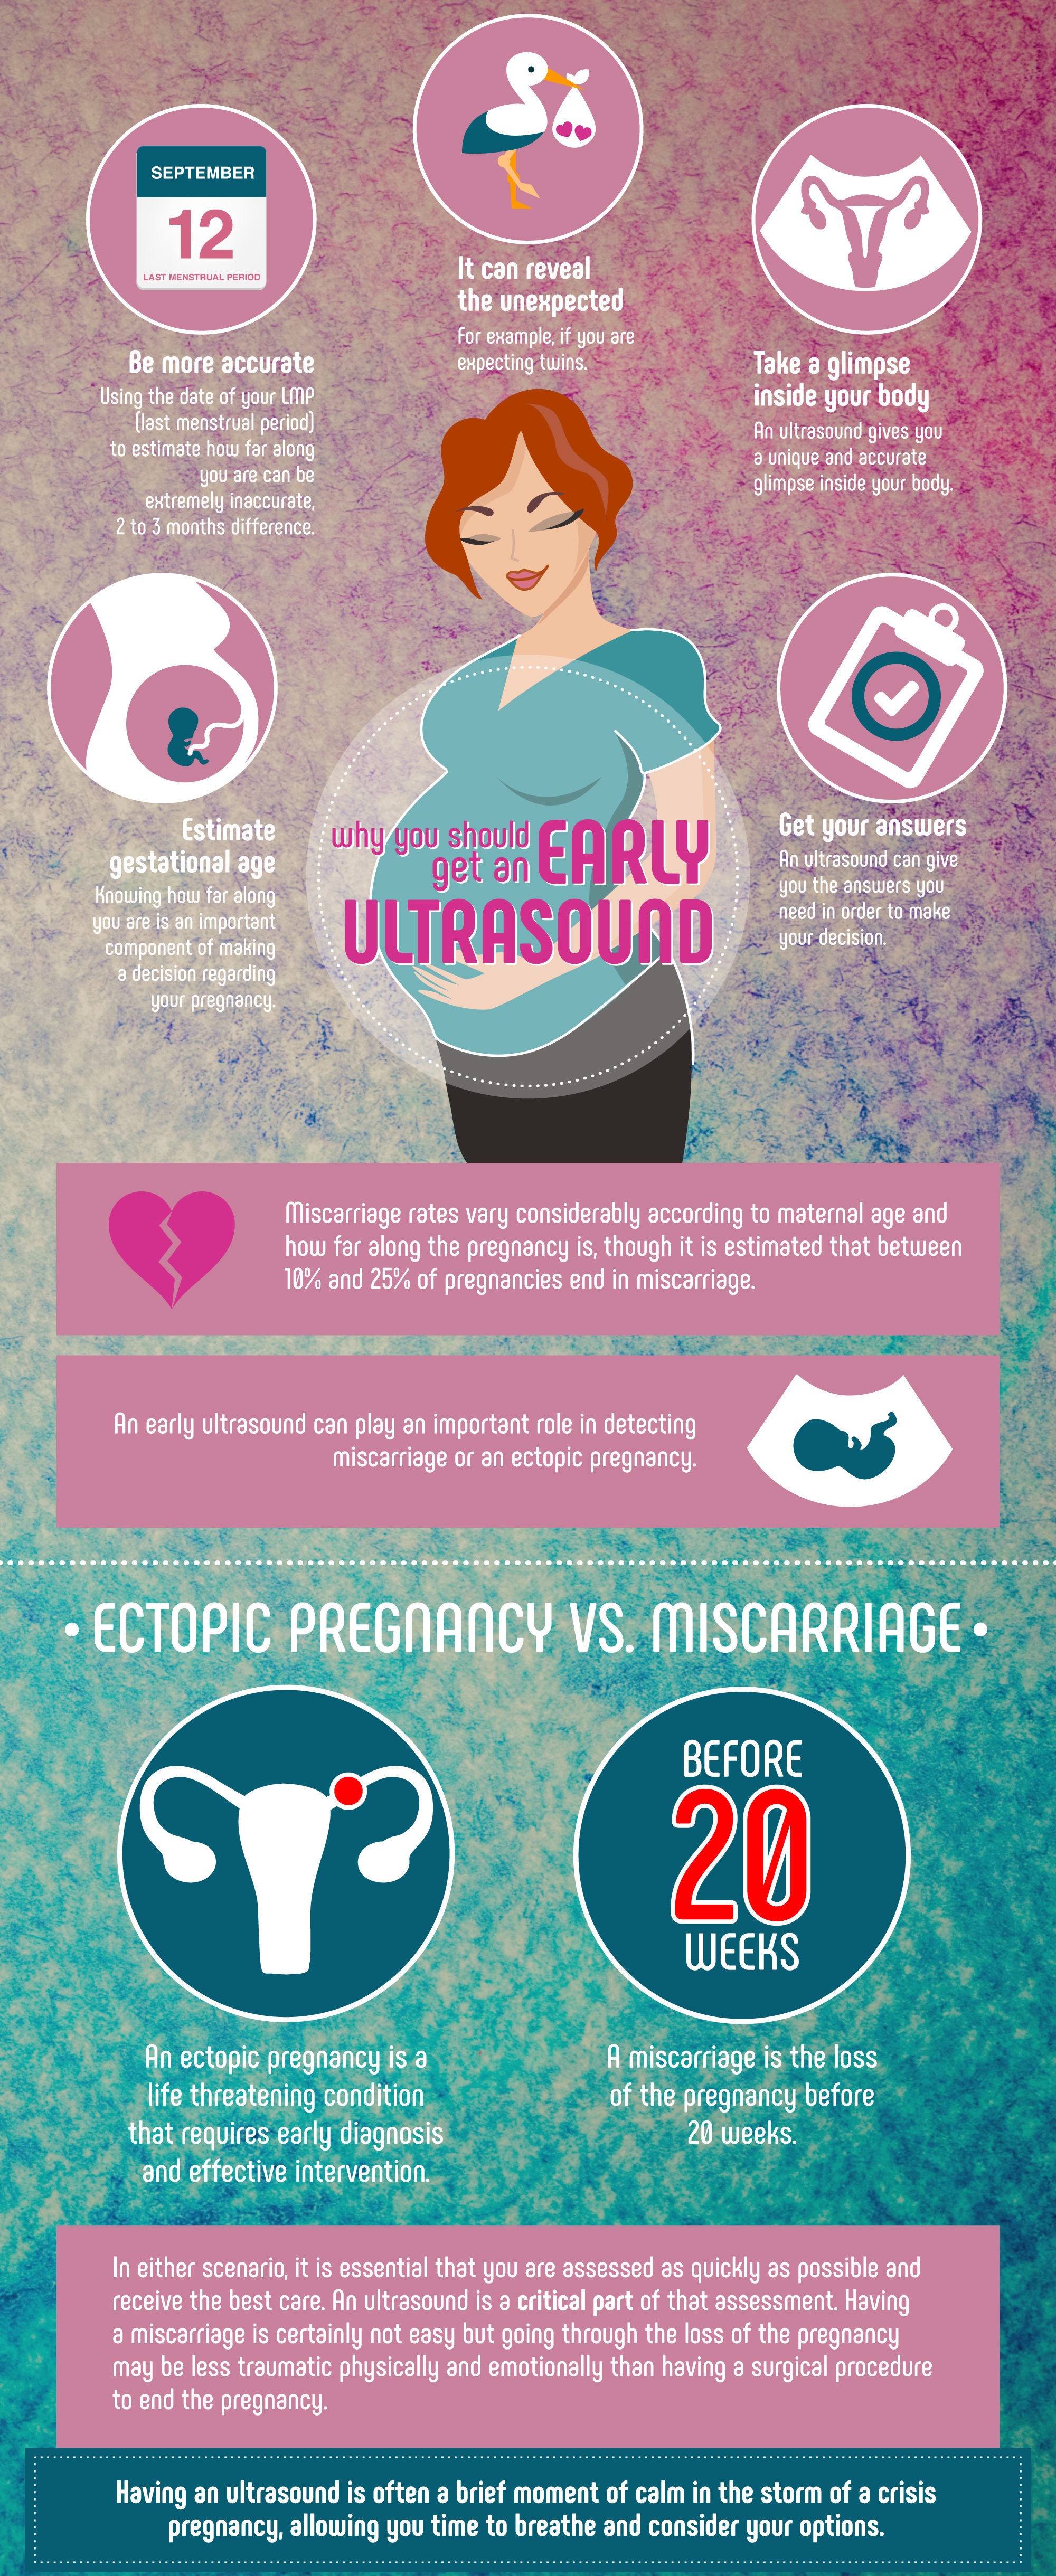 SEPTEMBER
12
LAST MENSTRUAL PERIOD
Be more accurate
Using the date of your LMP
(last menstrual period)
to estimate how far along
you are can be
extremely inaccurate,
2 to 3 months difference.
It can reveal
the unexpected
For example, if you are
expecting twins.
Take a glimpse
inside your body
An ultrasound gives you
a unique and accurate
glimpse inside your body.
Estimate
gestational age
Knowing how far along
you are is an important
component of making
a decision regarding
your pregnancy.
why you should
get an EARLY
ULTRASOUND
Get your answers
An ultrasound can give
you the answers you
need in order to make
your decision.
Miscarriage rates vary considerably according to maternal age and
how far along the pregnancy is, though it is estimated that between
10% and 25% of pregnancies end in miscarriage.
An early ultrasound can play an important role in detecting
miscarriage or an ectopic pregnancy.
• ECTOPIC PREGNANCY VS. MISCARRIAGE •
BEFORE
20
WEEKS
An ectopic pregnancy is a
life threatening condition
that requires early diagnosis
and effective intervention.
A miscarriage is the loss
of the pregnancy before
20 weeks.
In either scenario, it is essential that you are assessed as quickly as possible and
receive the best care. An ultrasound is a critical part of that assessment. Having
a miscarriage is certainly not easy but going through the loss of the pregnancy
may be less traumatic physically and emotionally than having a surgical procedure
to end the pregnancy.
Having an ultrasound is often a brief moment of calm in the storm of a crisis
pregnancy, allowing you time to breathe and consider your options.